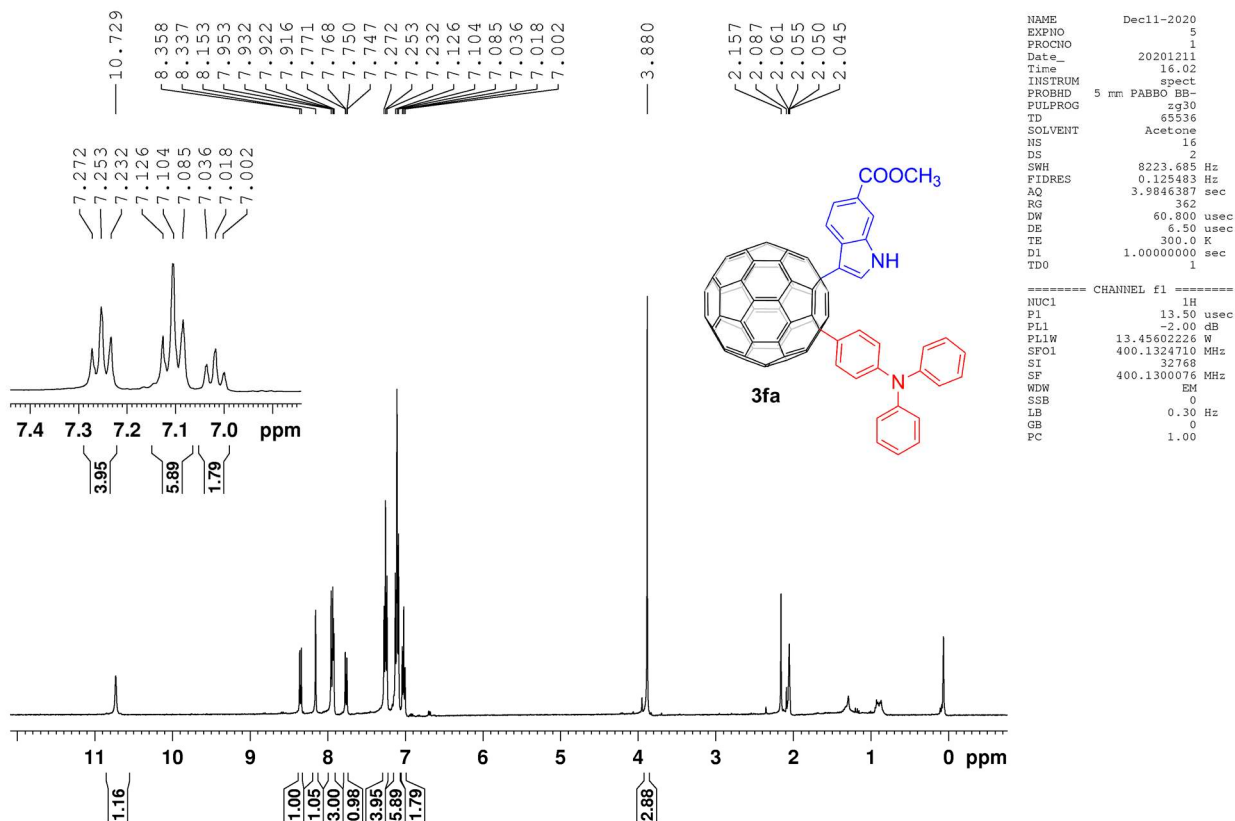 10.729
8.358
8.337
8.153
7.953
7.932
7.922
7.916
7.771
7.768
7.750
7.747
7.272
7.253
7.232
7.126
7.104
7.085
7.036
7.018
7.002
3.880
2.157
2.087
2.061
2.055
2.050
2.045
7.272
7.253
7.232
7.126
7.104
7.085
7.036
7.018
7.002
7.4 7.3 7.2 7.1 7.0 ppm
3.95
5.89
1.79
COOCH3
NH
N
3fa
NAME Dec11-2020
EXPNO 5
PROCNO 1
Date_ 20201211
Time 16.02
INSTRUM spect
PROBHD 5 mm PABBO BB-
PULPROG zg30
TD 65536
SOLVENT Acetone
NS 16
DS 2
SWH 8223.685 Hz
FIDRES 0.125483 Hz
AQ 3.9846387 sec
RG 362
DW 60.800 usec
DE 6.50 usec
TE 300.0 K
D1 1.00000000 sec
TD0 1
======== CHANNEL f1 ========
NUC1 1H
P1 13.50 usec
PL1 -2.00 dB
PL1W 13.45602226 W
SFO1 400.1324710 MHz
SI 32768
SF 400.1300076 MHz
WDW EM
SSB 0
LB 0.30 Hz
GB 0
PC 1.00
11 10 9 8 7 6 5 4 3 2 1 0 ppm
1.16
1.00
1.05
3.00
0.98
3.95
5.89
1.79
2.88